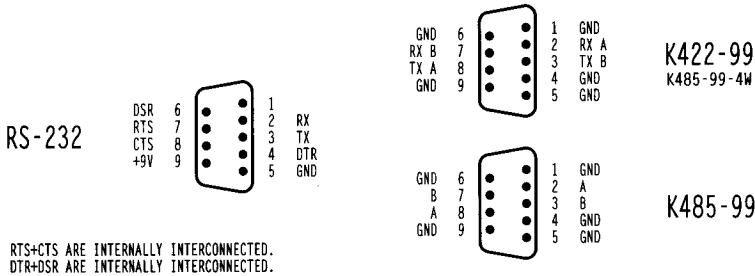 RS-232
DSR 6
RTS 7
CTS 8
+9V 9
1
2 RX
3 TX
4 DTR
5 GND
GND 6
RX B 7
TX A 8
GND 9
1 GND
2 RX A
3 TX B
4 GND
5 GND
K422-99
K485-99-4W
GND 6
B 7
A 8
GND 9
1 GND
2 A
3 B
4 GND
5 GND
K485-99
RTS+CTS ARE INTERNALLY INTERCONNECTED.
DTR+DSR ARE INTERNALLY INTERCONNECTED.